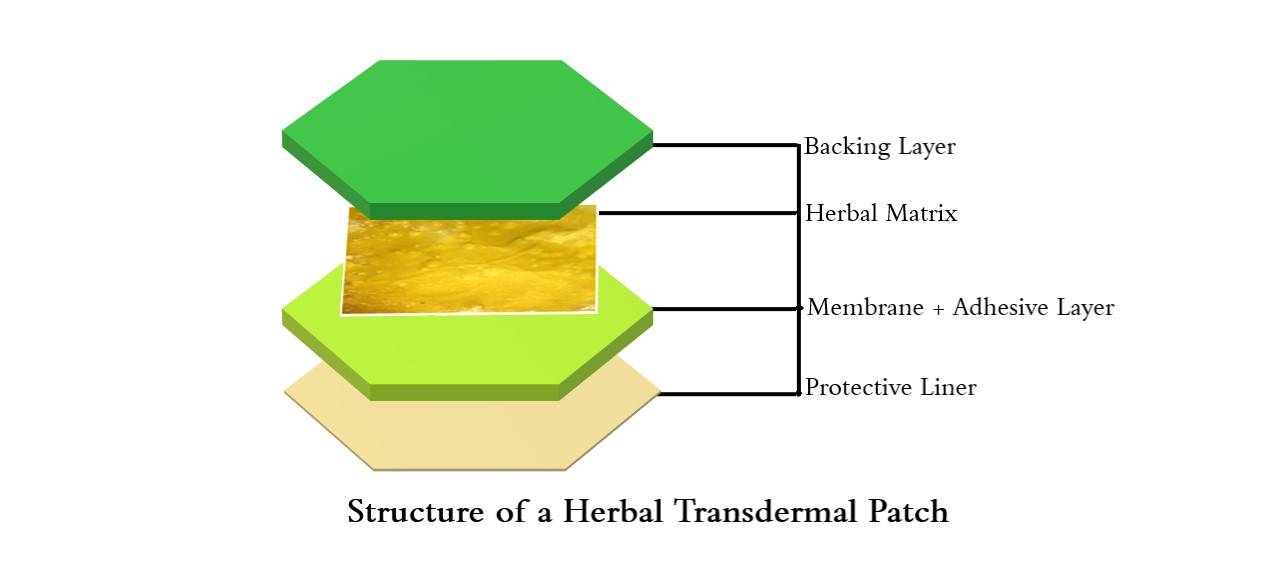 Backing Layer
Herbal Matrix
Membrane + Adhesive Layer
Protective Liner
Structure of a Herbal Transdermal Patch